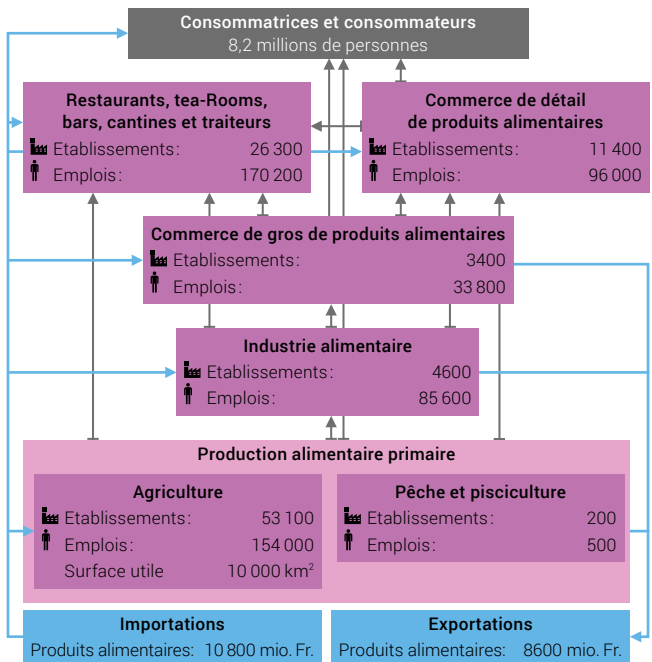 Consommatrices et consommateurs
8,2 millions de personnes
Restaurants, tea-Rooms,
bars, cantines et traiteurs
Etablissements: 26 300
Emplois: 170 200
Commerce de détail
de produits alimentaires
Etablissements: 11 400
Emplois: 96 000
Commerce de gros de produits alimentaires
Etablissements: 3400
Emplois: 33 800
Industrie alimentaire
Etablissements: 4600
Emplois: 85 600
Production alimentaire primaire
Agriculture
Etablissements: 53 100
Emplois: 154 000
Surface utile 10 000 km²
Pêche et pisciculture
Etablissements: 200
Emplois: 500
Importations
Produits alimentaires: 10 800 mio. Fr.
Exportations
Produits alimentaires: 8600 mio. Fr.